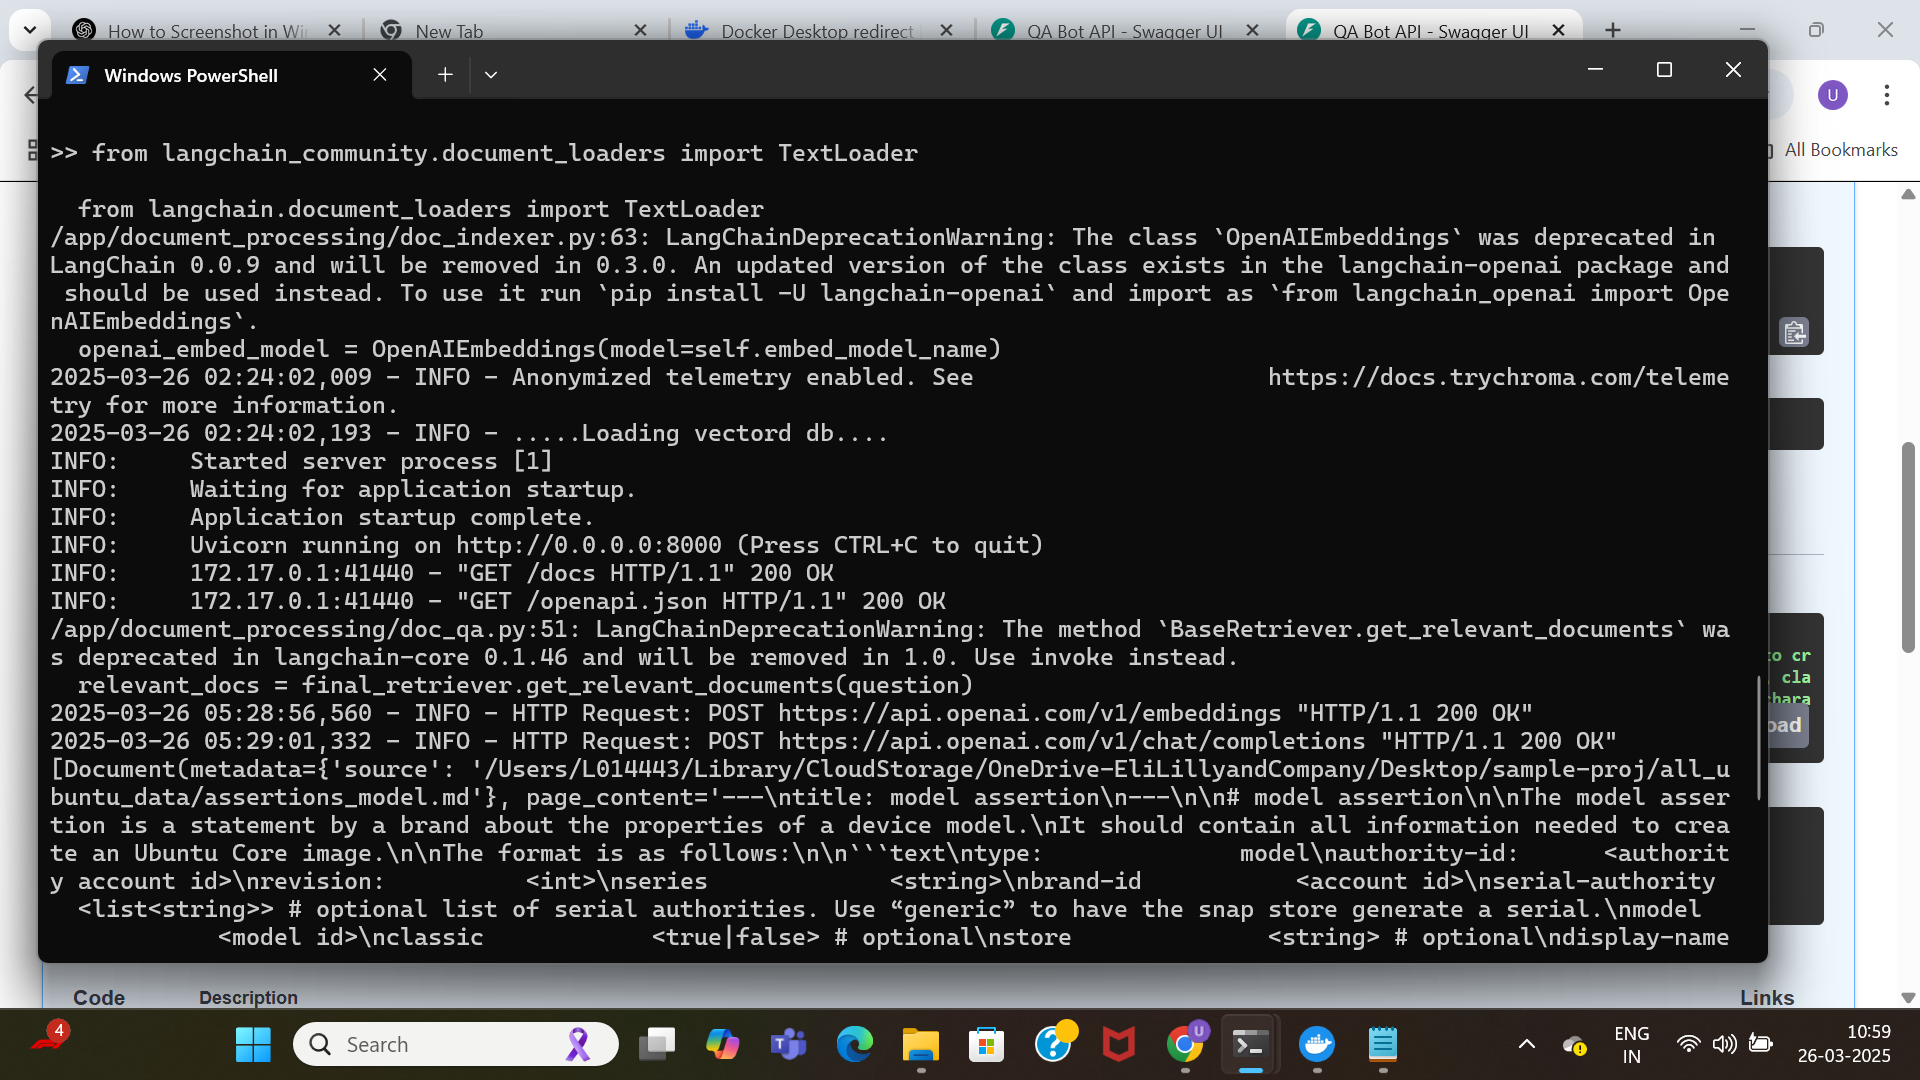 How to Screenshot in Wi
New Tab
Docker Desktop redirect
QA Bot API - Swagger UI
QA Bot API - Swagger UI
Windows PowerShell
U
All Bookmarks
>> from langchain_community.document_loaders import TextLoader
from langchain.document_loaders import TextLoader
/app/document_processing/doc_indexer.py:63: LangChainDeprecationWarning: The class `OpenAIEmbeddings` was deprecated in
LangChain 0.0.9 and will be removed in 0.3.0. An updated version of the class exists in the langchain-openai package and
should be used instead. To use it run `pip install -U langchain-openai` and import as `from langchain_openai import Ope
nAIEmbeddings`.
openai_embed_model = OpenAIEmbeddings(model=self.embed_model_name)
2025-03-26 02:24:02,009 - INFO - Anonymized telemetry enabled. See                     https://docs.trychroma.com/teleme
try for more information.
2025-03-26 02:24:02,193 - INFO - .....Loading vectord db....
INFO:     Started server process [1]
INFO:     Waiting for application startup.
INFO:     Application startup complete.
INFO:     Uvicorn running on http://0.0.0.0:8000 (Press CTRL+C to quit)
INFO:     172.17.0.1:41440 - "GET /docs HTTP/1.1" 200 OK
INFO:     172.17.0.1:41440 - "GET /openapi.json HTTP/1.1" 200 OK
/app/document_processing/doc_qa.py:51: LangChainDeprecationWarning: The method `BaseRetriever.get_relevant_documents` wa
s deprecated in langchain-core 0.1.46 and will be removed in 1.0. Use invoke instead.
relevant_docs = final_retriever.get_relevant_documents(question)
2025-03-26 05:28:56,560 - INFO - HTTP Request: POST https://api.openai.com/v1/embeddings "HTTP/1.1 200 OK"
2025-03-26 05:29:01,332 - INFO - HTTP Request: POST https://api.openai.com/v1/chat/completions "HTTP/1.1 200 OK"
[Document(metadata={'source': '/Users/L014443/Library/CloudStorage/OneDrive-EliLillyandCompany/Desktop/sample-proj/all_u
buntu_data/assertions_model.md'}, page_content='---\ntitle: model assertion\n---\n\n# model assertion\n\nThe model asser
tion is a statement by a brand about the properties of a device model.\nIt should contain all information needed to crea
te an Ubuntu Core image.\n\nThe format is as follows:\n\n```text\ntype:              model\nauthority-id:      <authorit
y account id>\nrevision:          <int>\nseries             <string>\nbrand-id           <account id>\nserial-authority
<list<string>> # optional list of serial authorities. Use “generic” to have the snap store generate a serial.\nmodel
<model id>\nclassic            <true|false> # optional\nstore              <string> # optional\ndisplay-name
to cr
cla
chara
oad
Code
Description
Links
4
Search
U
ENG
IN
10:59
26-03-2025